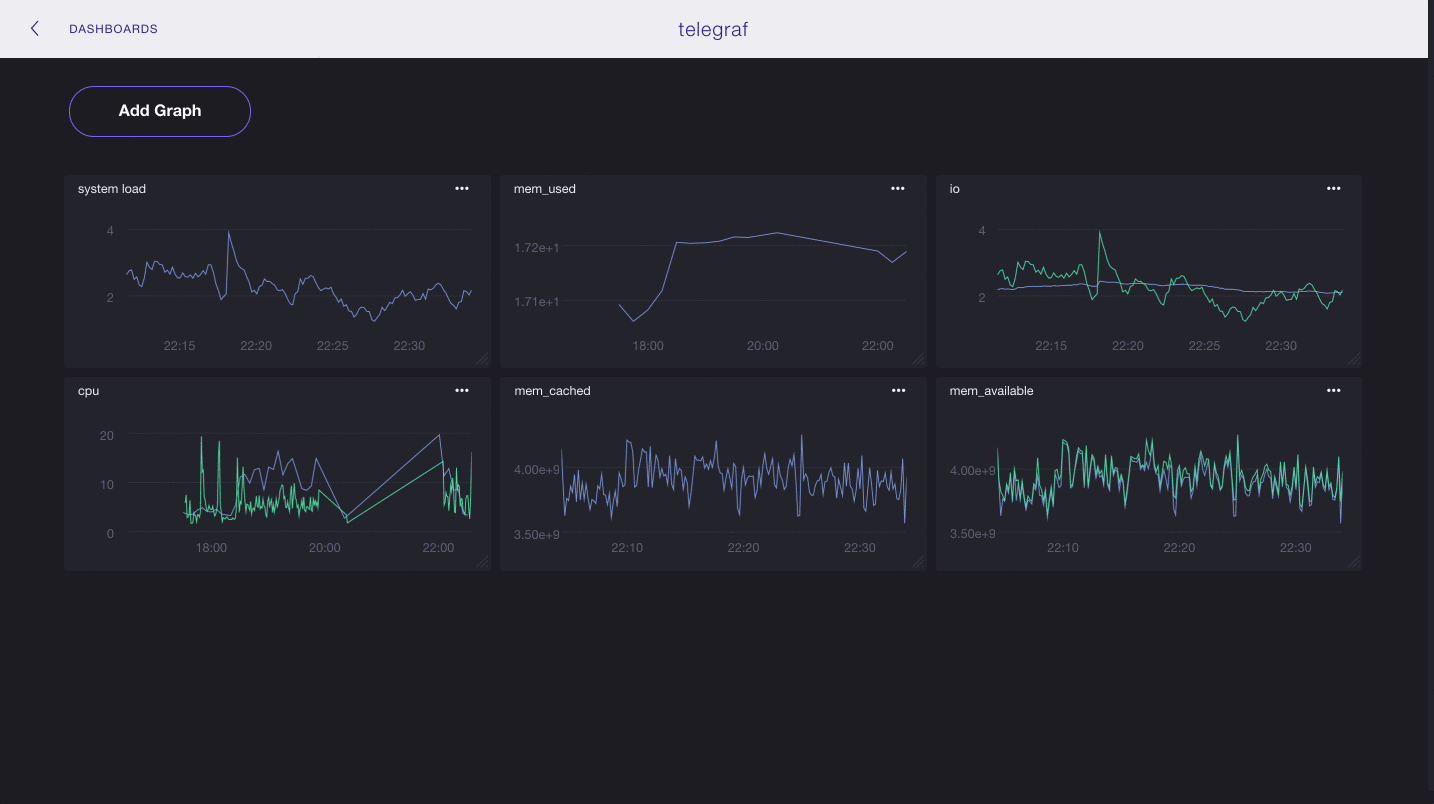 DASHBOARDS
telegraf
Add Graph
system load
4
2
22:15 22:20 22:25 22:30
mem_used
1.72e+1
1.71e+1
18:00 20:00 22:00
io
4
2
22:15 22:20 22:25 22:30
cpu
20
10
0
18:00 20:00 22:00
mem_cached
4.00e+9
3.50e+9
22:10 22:20 22:30
mem_available
4.00e+9
3.50e+9
22:10 22:20 22:30